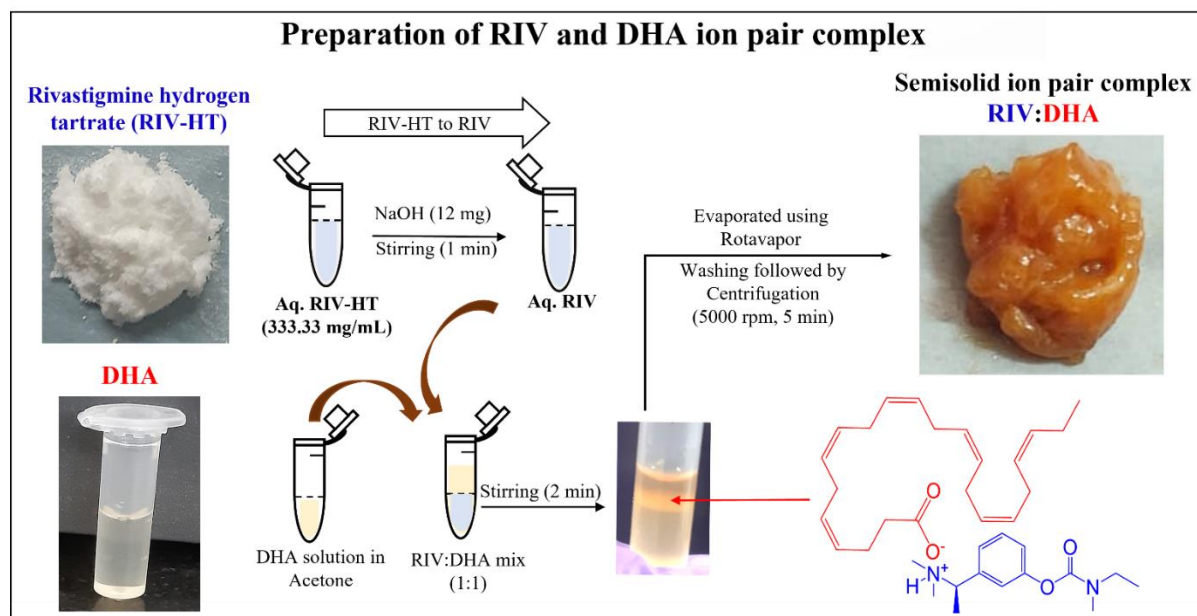 Preparation of RIV and DHA ion pair complex
Rivastigmine hydrogen
tartrate (RIV-HT)
RIV-HT to RIV
NaOH (12 mg)
Stirring (1 min)
Aq. RIV-HT
(333.33 mg/mL)
Aq. RIV
Evaporated using
Rotavapor
Washing followed by
Centrifugation
(5000 rpm, 5 min)
Semisolid ion pair complex
RIV:DHA
DHA
DHA solution in
Acetone
RIV:DHA mix
(1:1)
Stirring (2 min)
O
O-
H N+
O
O N